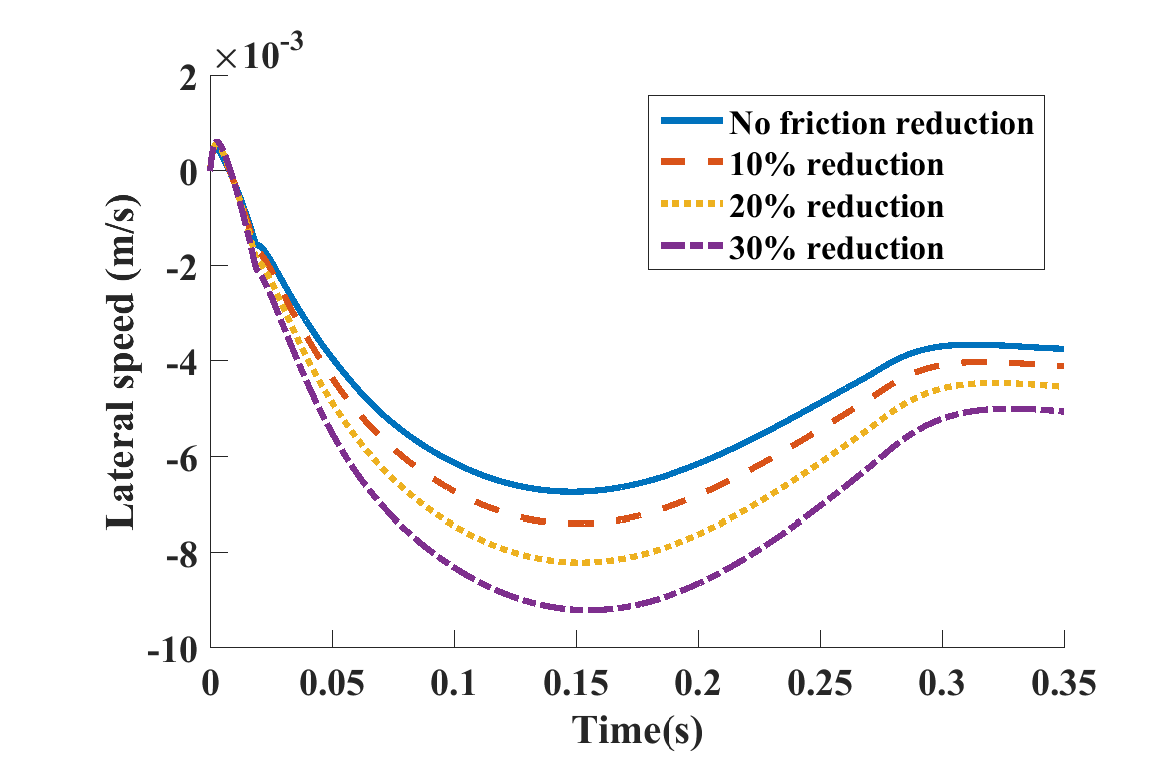 ×10-3
2
0
-2
-4
-6
-8
-10
Lateral speed (m/s)
No friction reduction
10% reduction
20% reduction
30% reduction
0 0.05 0.1 0.15 0.2 0.25 0.3 0.35
Time(s)